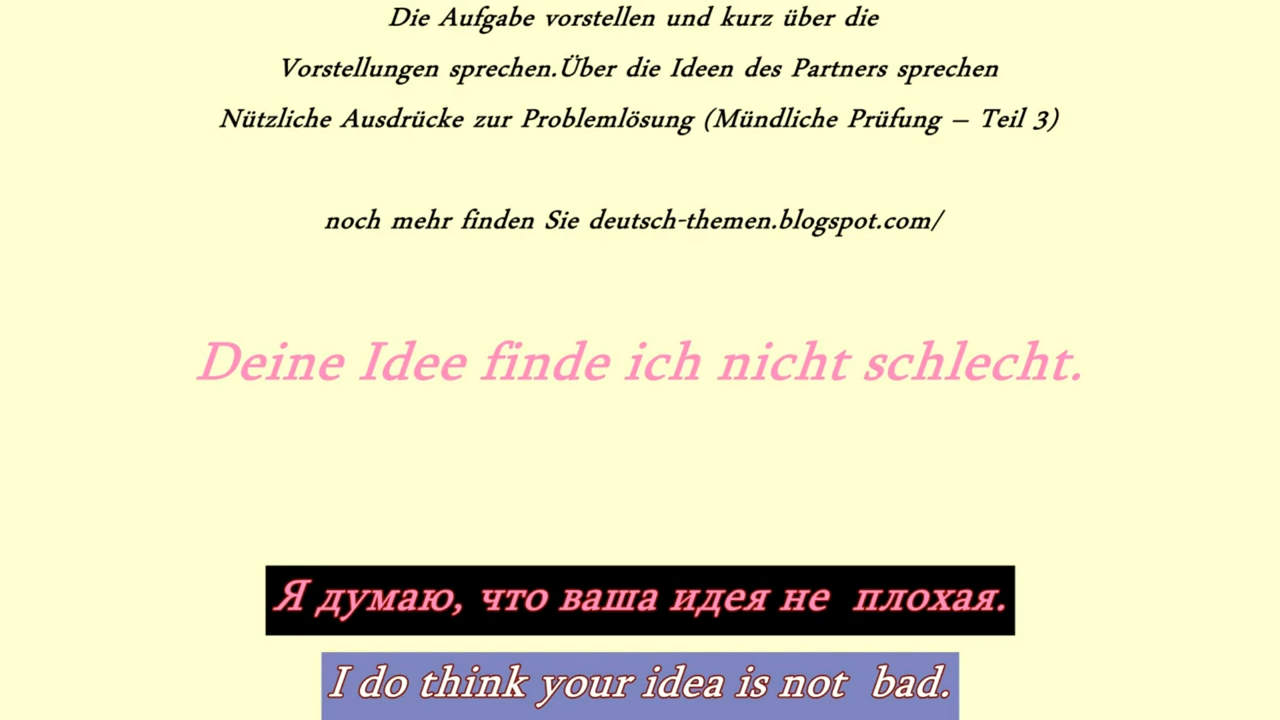 Die Aufgabe vorstellen und kurz über die
Vorstellungen sprechen.Über die Ideen des Partners sprechen
Nützliche Ausdrücke zur Problemlösung (Mündliche Prüfung – Teil 3)
noch mehr finden Sie deutsch-themen.blogspot.com/
Deine Idee finde ich nicht schlecht.
Я думаю, что ваша идея не  плохая.
I do think your idea is not  bad.